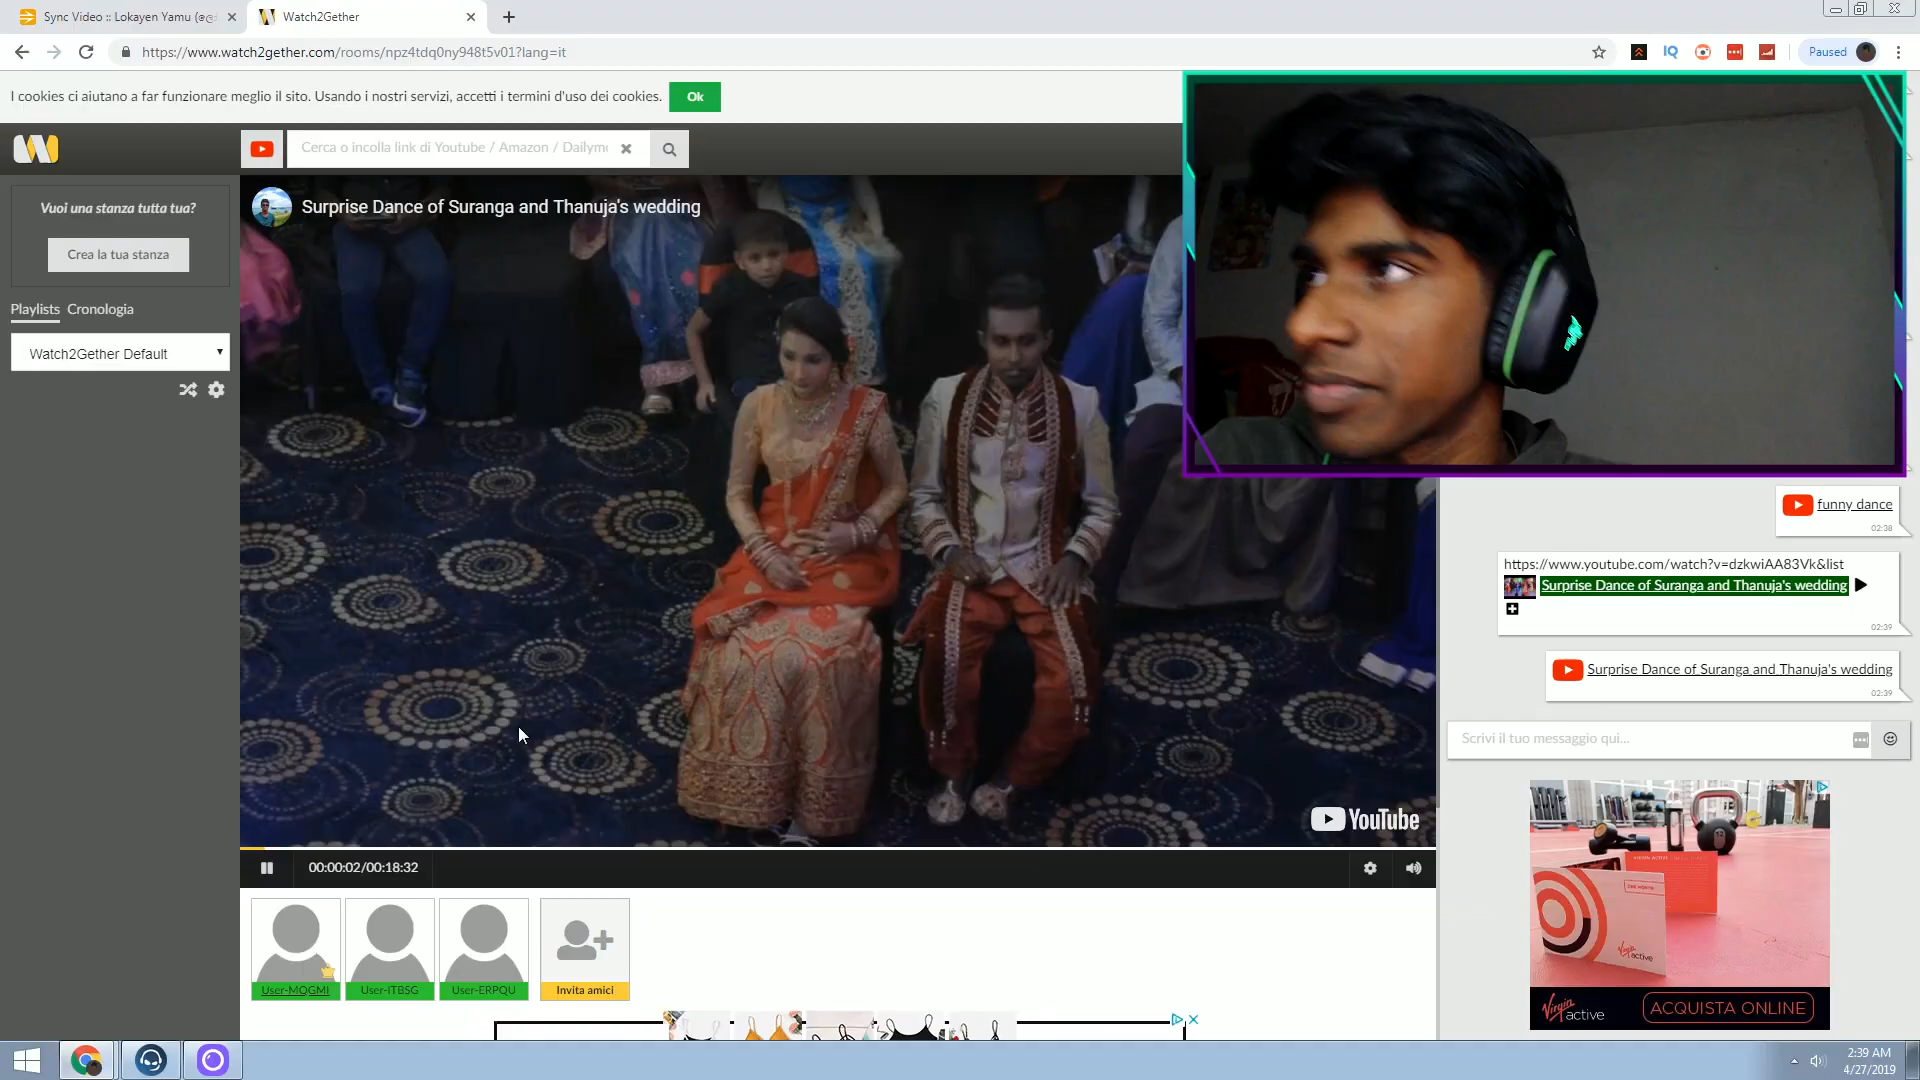 Sync Video :: Lokayen Yamu
Watch2Gether
https://www.watch2gether.com/rooms/npz4tdq0ny948t5v01?lang=it
IQ
Paused
I cookies ci aiutano a far funzionare meglio il sito. Usando i nostri servizi, accetti i termini d'uso dei cookies.
Ok
Cerca o incolla link di Youtube / Amazon / Dailymo
Vuoi una stanza tutta tua?
Crea la tua stanza
Playlists Cronologia
Watch2Gether Default
Surprise Dance of Suranga and Thanuja's wedding
YouTube
00:00:02/00:18:32
User-MQGMI
User-ITBSG
User-ERPQU
Invita amici
funny dance
02:38
https://www.youtube.com/watch?v=dzkwiAA83Vk&list
Surprise Dance of Suranga and Thanuja's wedding
02:39
Surprise Dance of Suranga and Thanuja's wedding
02:39
Scrivi il tuo messaggio qui...
Virgin
active
Virgin
active
ACQUISTA ONLINE
2:39 AM
4/27/2019